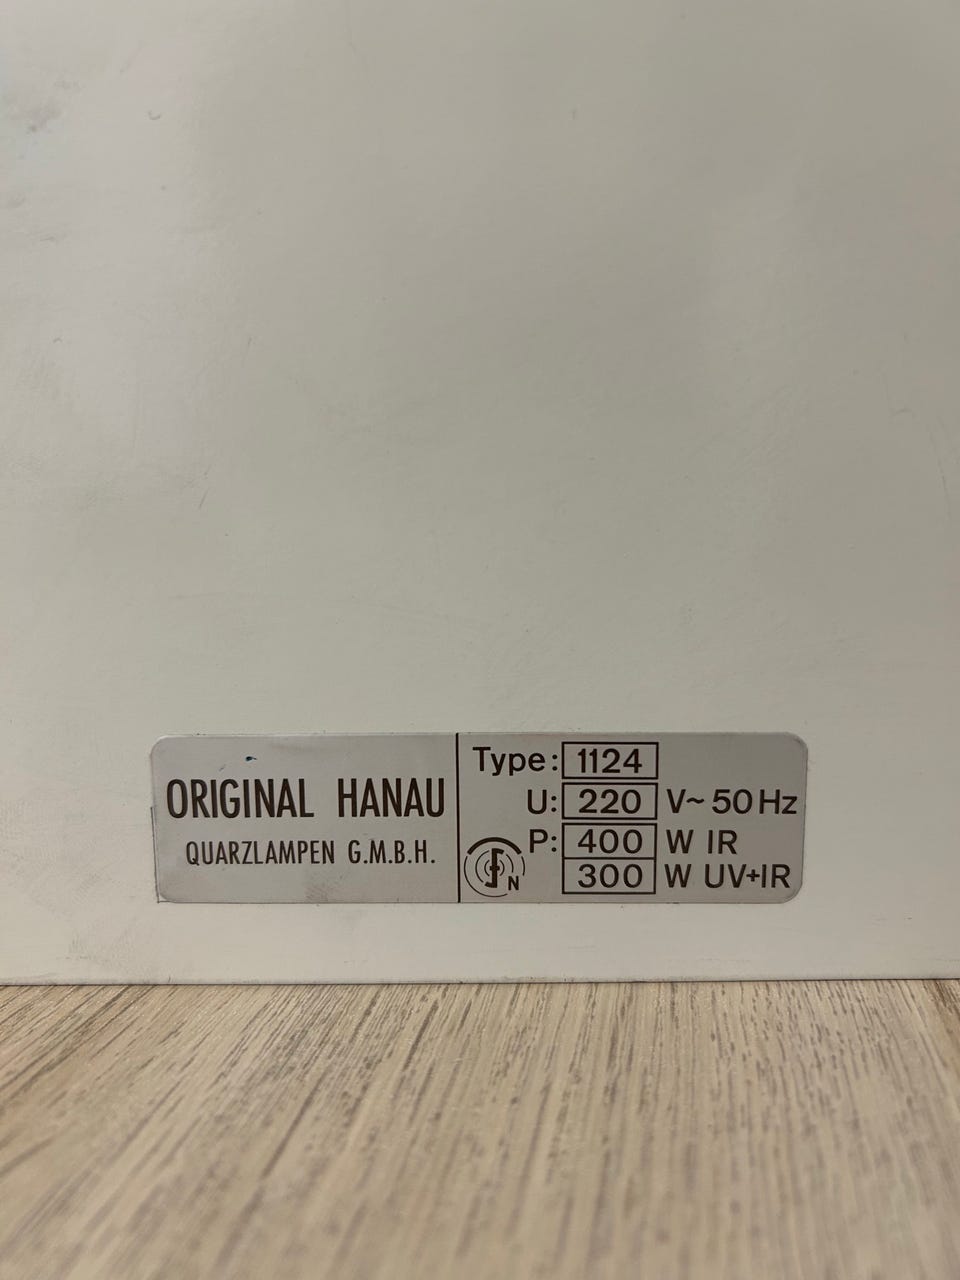 ORIGINAL HANAU
QUARZLAMPEN G.M.B.H.
Type: 1124
U: 220 V~ 50 Hz
P: 400 W IR
300 W UV+IR
N